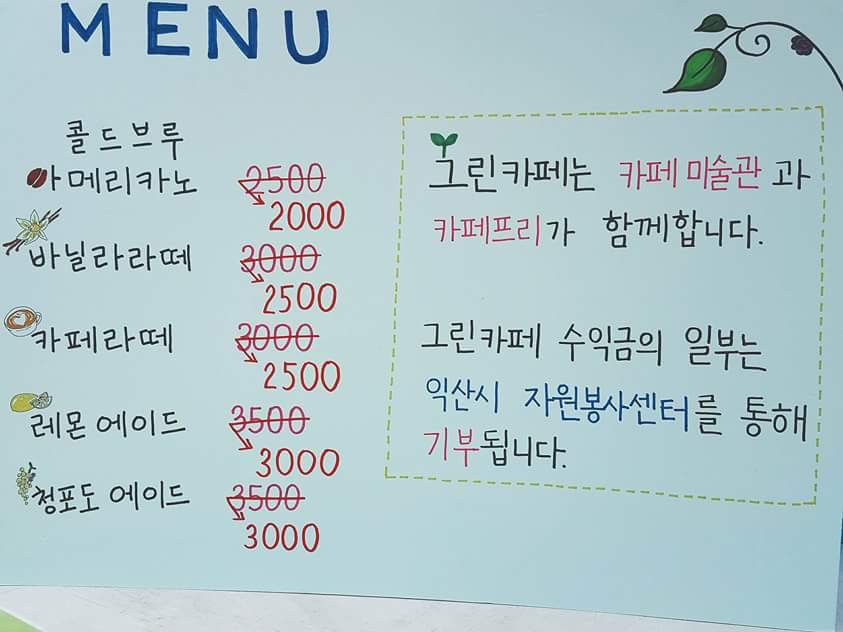 MENU
콜드브루
아메리카노 2500
2000
바닐라라떼 3000
2500
카페라떼 3000
2500
레몬에이드 3500
3000
청포도 에이드 3500
3000
그린카페는 카페 미술관 과
카페프리가 함께합니다.
그린카페 수익금의 일부는
익산시 자원봉사센터를 통해
기부됩니다.